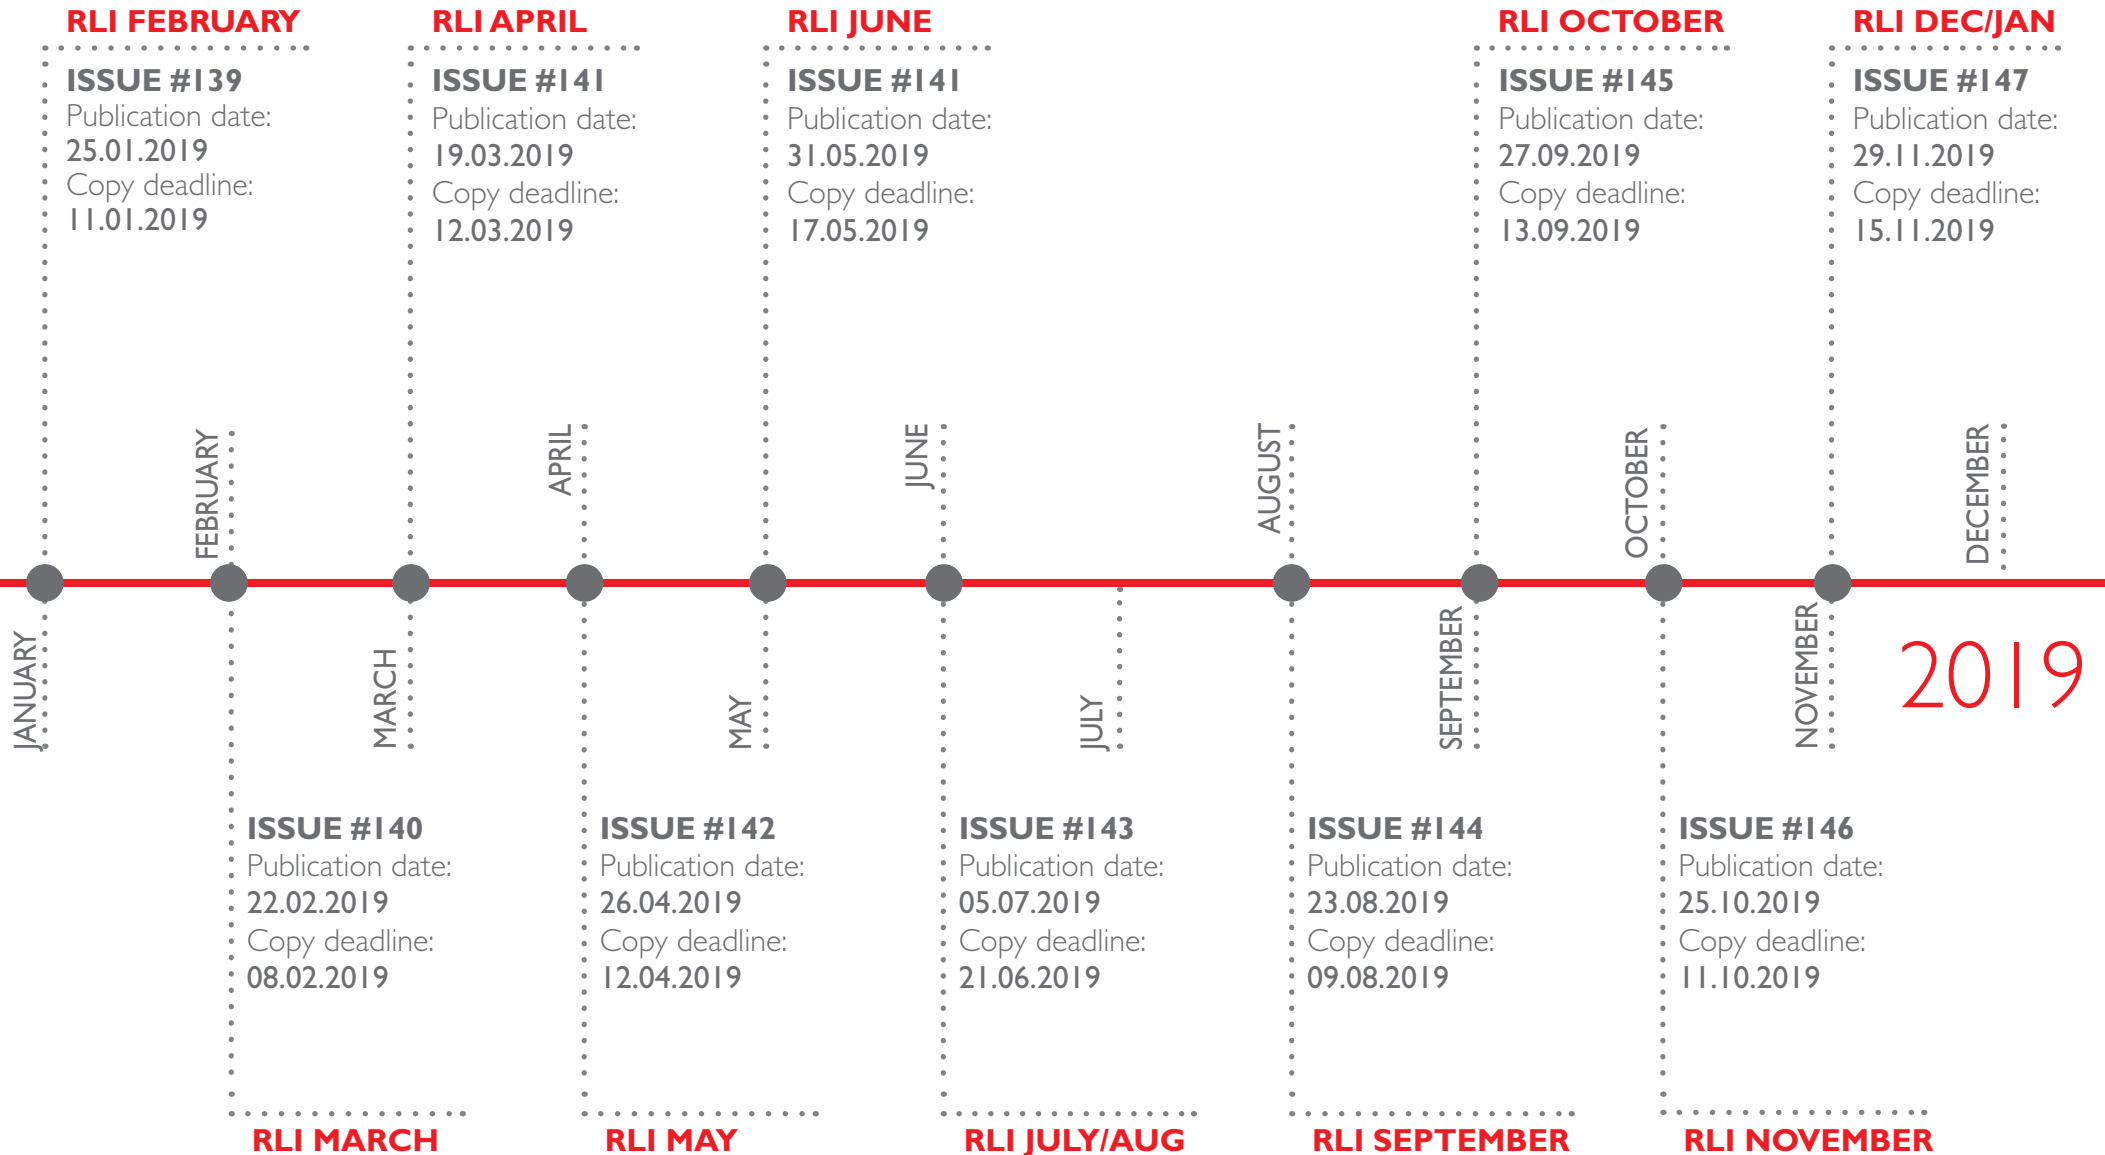 RLI FEBRUARY
ISSUE #139
Publication date:
25.01.2019
Copy deadline:
11.01.2019
RLI APRIL
ISSUE #141
Publication date:
19.03.2019
Copy deadline:
12.03.2019
RLI JUNE
ISSUE #141
Publication date:
31.05.2019
Copy deadline:
17.05.2019
RLI OCTOBER
ISSUE #145
Publication date:
27.09.2019
Copy deadline:
13.09.2019
RLI DEC/JAN
ISSUE #147
Publication date:
29.11.2019
Copy deadline:
15.11.2019
JANUARY
FEBRUARY
MARCH
APRIL
MAY
JUNE
JULY
AUGUST
SEPTEMBER
OCTOBER
NOVEMBER
DECEMBER
2019
ISSUE #140
Publication date:
22.02.2019
Copy deadline:
08.02.2019
RLI MARCH
ISSUE #142
Publication date:
26.04.2019
Copy deadline:
12.04.2019
RLI MAY
ISSUE #143
Publication date:
05.07.2019
Copy deadline:
21.06.2019
RLI JULY/AUG
ISSUE #144
Publication date:
23.08.2019
Copy deadline:
09.08.2019
RLI SEPTEMBER
ISSUE #146
Publication date:
25.10.2019
Copy deadline:
11.10.2019
RLI NOVEMBER